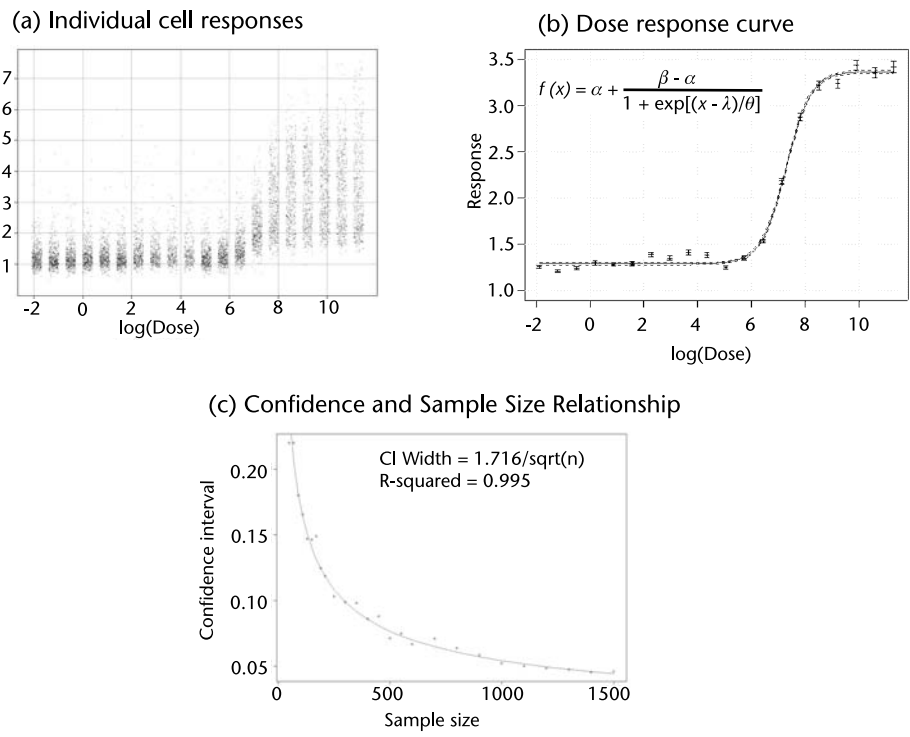 (a) Individual cell responses
7
6
5
4
3
2
1
-2 0 2 4 6 8 10
log(Dose)
(b) Dose response curve
f (x) = α + β - α / 1 + exp[(x - λ)/θ]
Response
3.5
3.0
2.5
2.0
1.5
1.0
-2 0 2 4 6 8 10
log(Dose)
(c) Confidence and Sample Size Relationship
CI Width = 1.716/sqrt(n)
R-squared = 0.995
Confidence interval
0.20
0.15
0.10
0.05
0 500 1000 1500
Sample size